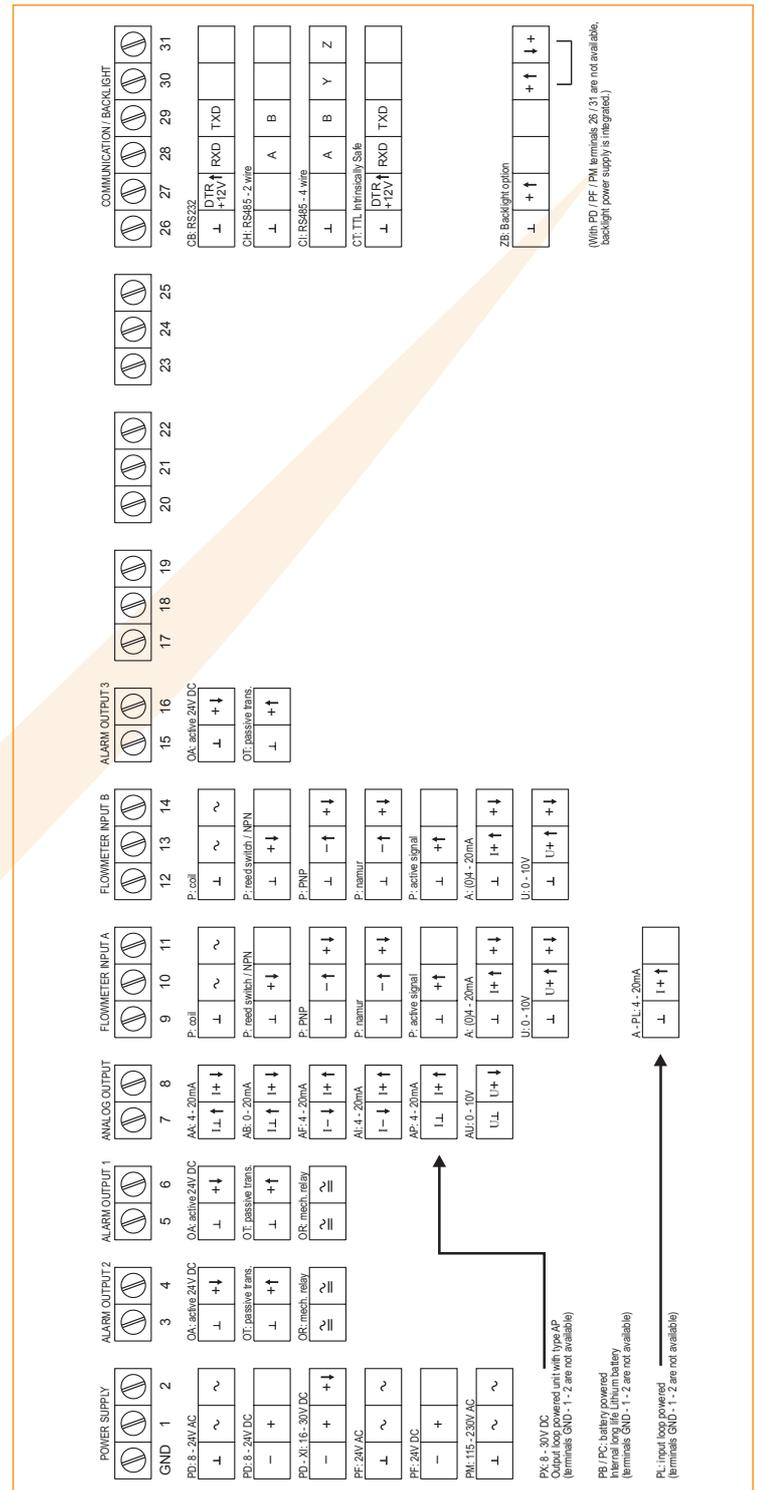 POWER SUPPLY
GND 1 2
PD: 8 - 24V AC
⊥ ~ ~
PD: 8 - 24V DC
– +
PD - XI: 16 - 30V DC
– + +↓
PF: 24V AC
⊥ ~ ~
PF: 24V DC
– +
PM: 115 - 230V AC
⊥ ~ ~
PX: 8 - 30V DC
Output loop powered unit with type AP
(terminals GND - 1 - 2 are not available)
PB / PC: battery powered
Internal long life Lithium battery
(terminals GND - 1 - 2 are not available)
PL: input loop powered
(terminals GND - 1 - 2 are not available)
ALARM OUTPUT 2
3 4
OA: active 24V DC
⊥ +↓
OT: passive trans.
⊥ +↑
OR: mech. relay
~= ~=
ALARM OUTPUT 1
5 6
OA: active 24V DC
⊥ +↓
OT: passive trans.
⊥ +↑
OR: mech. relay
~= ~=
ANALOG OUTPUT
7 8
AA: 4 - 20mA
I⊥↑ I+↓
AB: 0 - 20mA
I⊥↑ I+↓
AF: 4 - 20mA
I–↓ I+↑
AI: 4 - 20mA
I–↓ I+↑
AP: 4 - 20mA
I⊥ I+↑
AU: 0 - 10V
U⊥ U+↓
FLOWMETER INPUT A
9 10 11
P: coil
⊥ ~ ~
P: reed switch / NPN
⊥ +↓
P: PNP
⊥ –↑ +↓
P: namur
⊥ –↑ +↓
P: active signal
⊥ +↑
A: (0)4 - 20mA
⊥ I+↑ +↓
U: 0 - 10V
⊥ U+↑ +↓
A - PL: 4 - 20mA
⊥ I+↑
FLOWMETER INPUT B
12 13 14
P: coil
⊥ ~ ~
P: reed switch / NPN
⊥ +↓
P: PNP
⊥ –↑ +↓
P: namur
⊥ –↑ +↓
P: active signal
⊥ +↑
A: (0)4 - 20mA
⊥ I+↑ +↓
U: 0 - 10V
⊥ U+↑ +↓
ALARM OUTPUT 3
15 16
OA: active 24V DC
⊥ +↓
OT: passive trans.
⊥ +↑
17 18 19
20 21 22
23 24 25
COMMUNICATION / BACKLIGHT
26 27 28 29 30 31
CB: RS232
⊥ DTR +12V↑ RXD TXD
CH: RS485 - 2 wire
⊥ A B
CI: RS485 - 4 wire
⊥ A B Y Z
CT: TTL Intrinsically Safe
⊥ DTR +12V↑ RXD TXD
ZB: Backlight option
⊥ +↑ +↑ ↓+
(With PD / PF / PM terminals 26 / 31 are not available,
backlight power supply is integrated.)